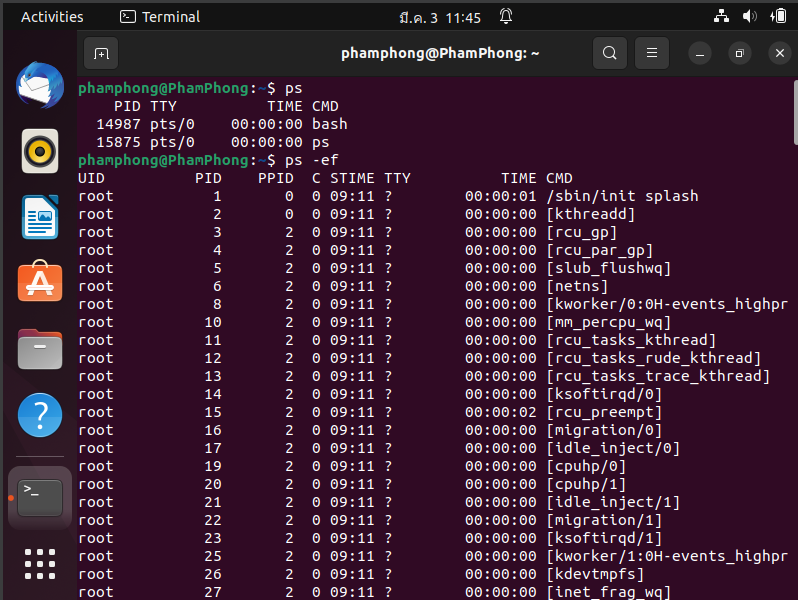 Activities Terminal มี.ค. 3 11:45
phamphong@PhamPhong: ~
phamphong@PhamPhong:~$ ps
PID TTY TIME CMD
14987 pts/0 00:00:00 bash
15875 pts/0 00:00:00 ps
phamphong@PhamPhong:~$ ps -ef
UID PID PPID C STIME TTY TIME CMD
root 1 0 0 09:11 ? 00:00:01 /sbin/init splash
root 2 0 0 09:11 ? 00:00:00 [kthreadd]
root 3 2 0 09:11 ? 00:00:00 [rcu_gp]
root 4 2 0 09:11 ? 00:00:00 [rcu_par_gp]
root 5 2 0 09:11 ? 00:00:00 [slub_flushwq]
root 6 2 0 09:11 ? 00:00:00 [netns]
root 8 2 0 09:11 ? 00:00:00 [kworker/0:0H-events_highpr
root 10 2 0 09:11 ? 00:00:00 [mm_percpu_wq]
root 11 2 0 09:11 ? 00:00:00 [rcu_tasks_kthread]
root 12 2 0 09:11 ? 00:00:00 [rcu_tasks_rude_kthread]
root 13 2 0 09:11 ? 00:00:00 [rcu_tasks_trace_kthread]
root 14 2 0 09:11 ? 00:00:00 [ksoftirqd/0]
root 15 2 0 09:11 ? 00:00:02 [rcu_preempt]
root 16 2 0 09:11 ? 00:00:00 [migration/0]
root 17 2 0 09:11 ? 00:00:00 [idle_inject/0]
root 19 2 0 09:11 ? 00:00:00 [cpuhp/0]
root 20 2 0 09:11 ? 00:00:00 [cpuhp/1]
root 21 2 0 09:11 ? 00:00:00 [idle_inject/1]
root 22 2 0 09:11 ? 00:00:00 [migration/1]
root 23 2 0 09:11 ? 00:00:00 [ksoftirqd/1]
root 25 2 0 09:11 ? 00:00:00 [kworker/1:0H-events_highpr
root 26 2 0 09:11 ? 00:00:00 [kdevtmpfs]
root 27 2 0 09:11 ? 00:00:00 [inet_frag_wq]